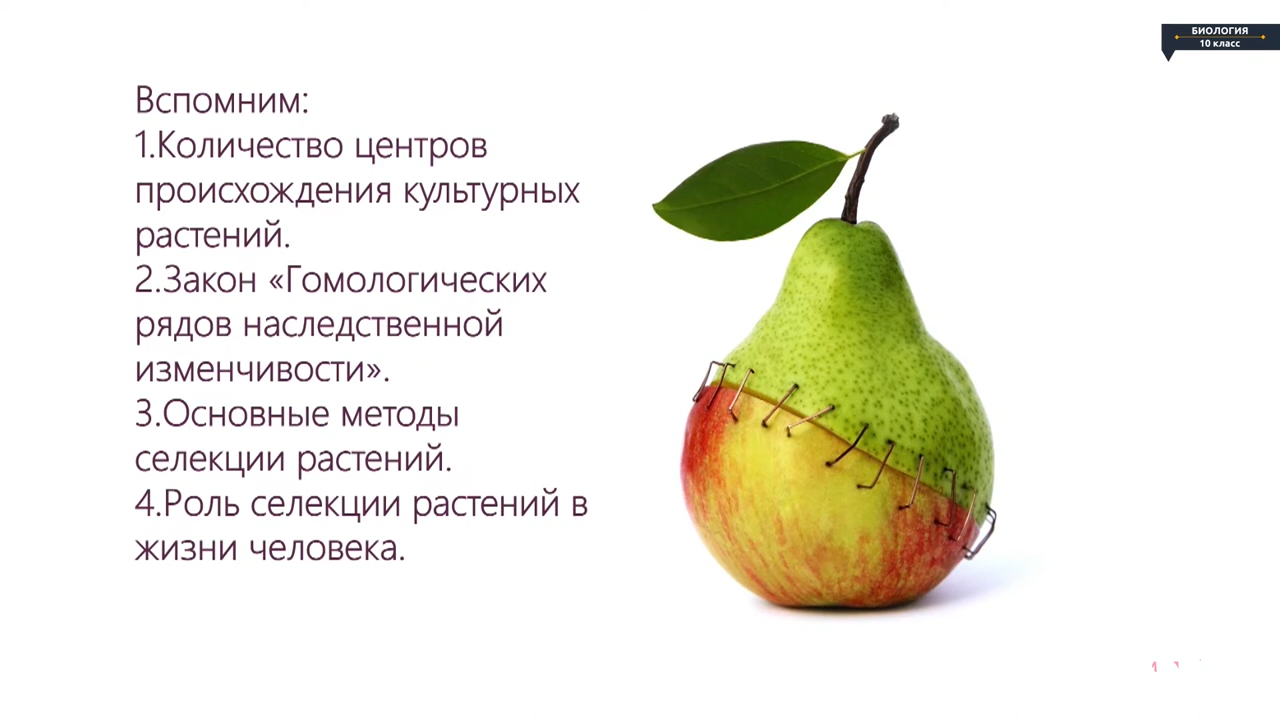 БИОЛОГИЯ
10 класс
Вспомним:
1.Количество центров
происхождения культурных
растений.
2.Закон «Гомологических
рядов наследственной
изменчивости».
3.Основные методы
селекции растений.
4.Роль селекции растений в
жизни человека.